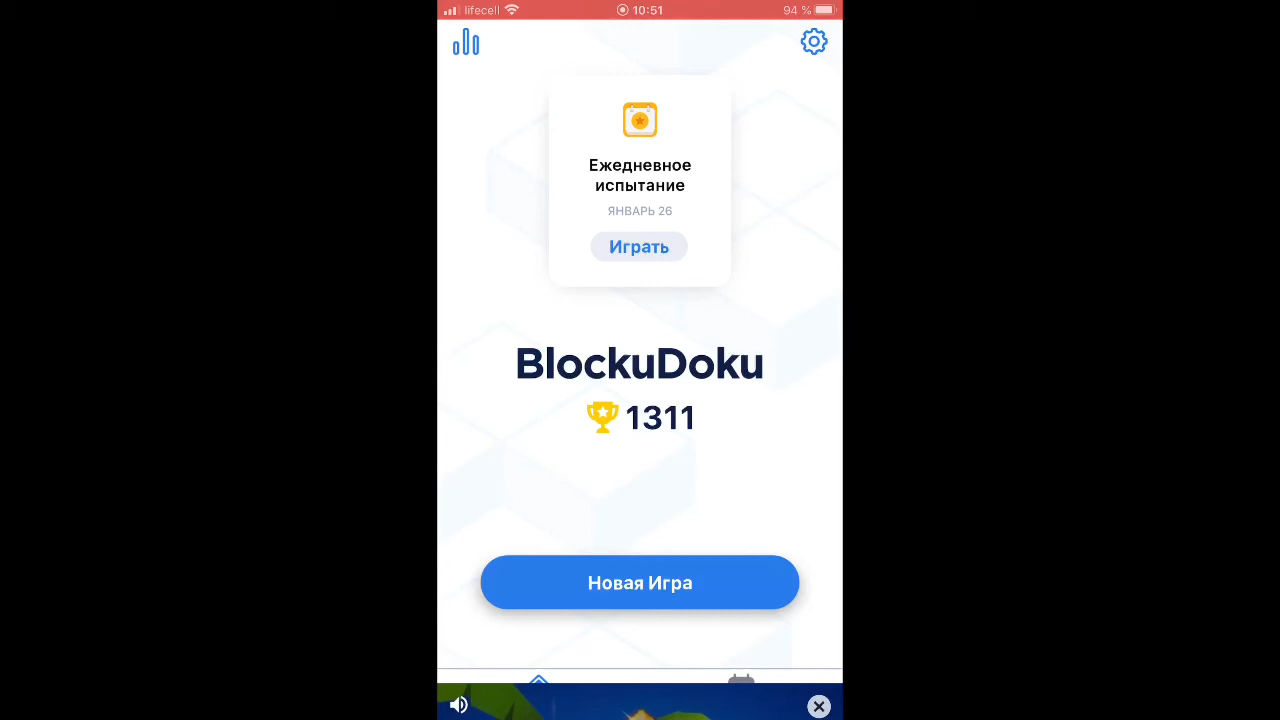 lifecell 10:51 94 %
Ежедневное
испытание
ЯНВАРЬ 26
Играть
BlockuDoku
1311
Новая Игра